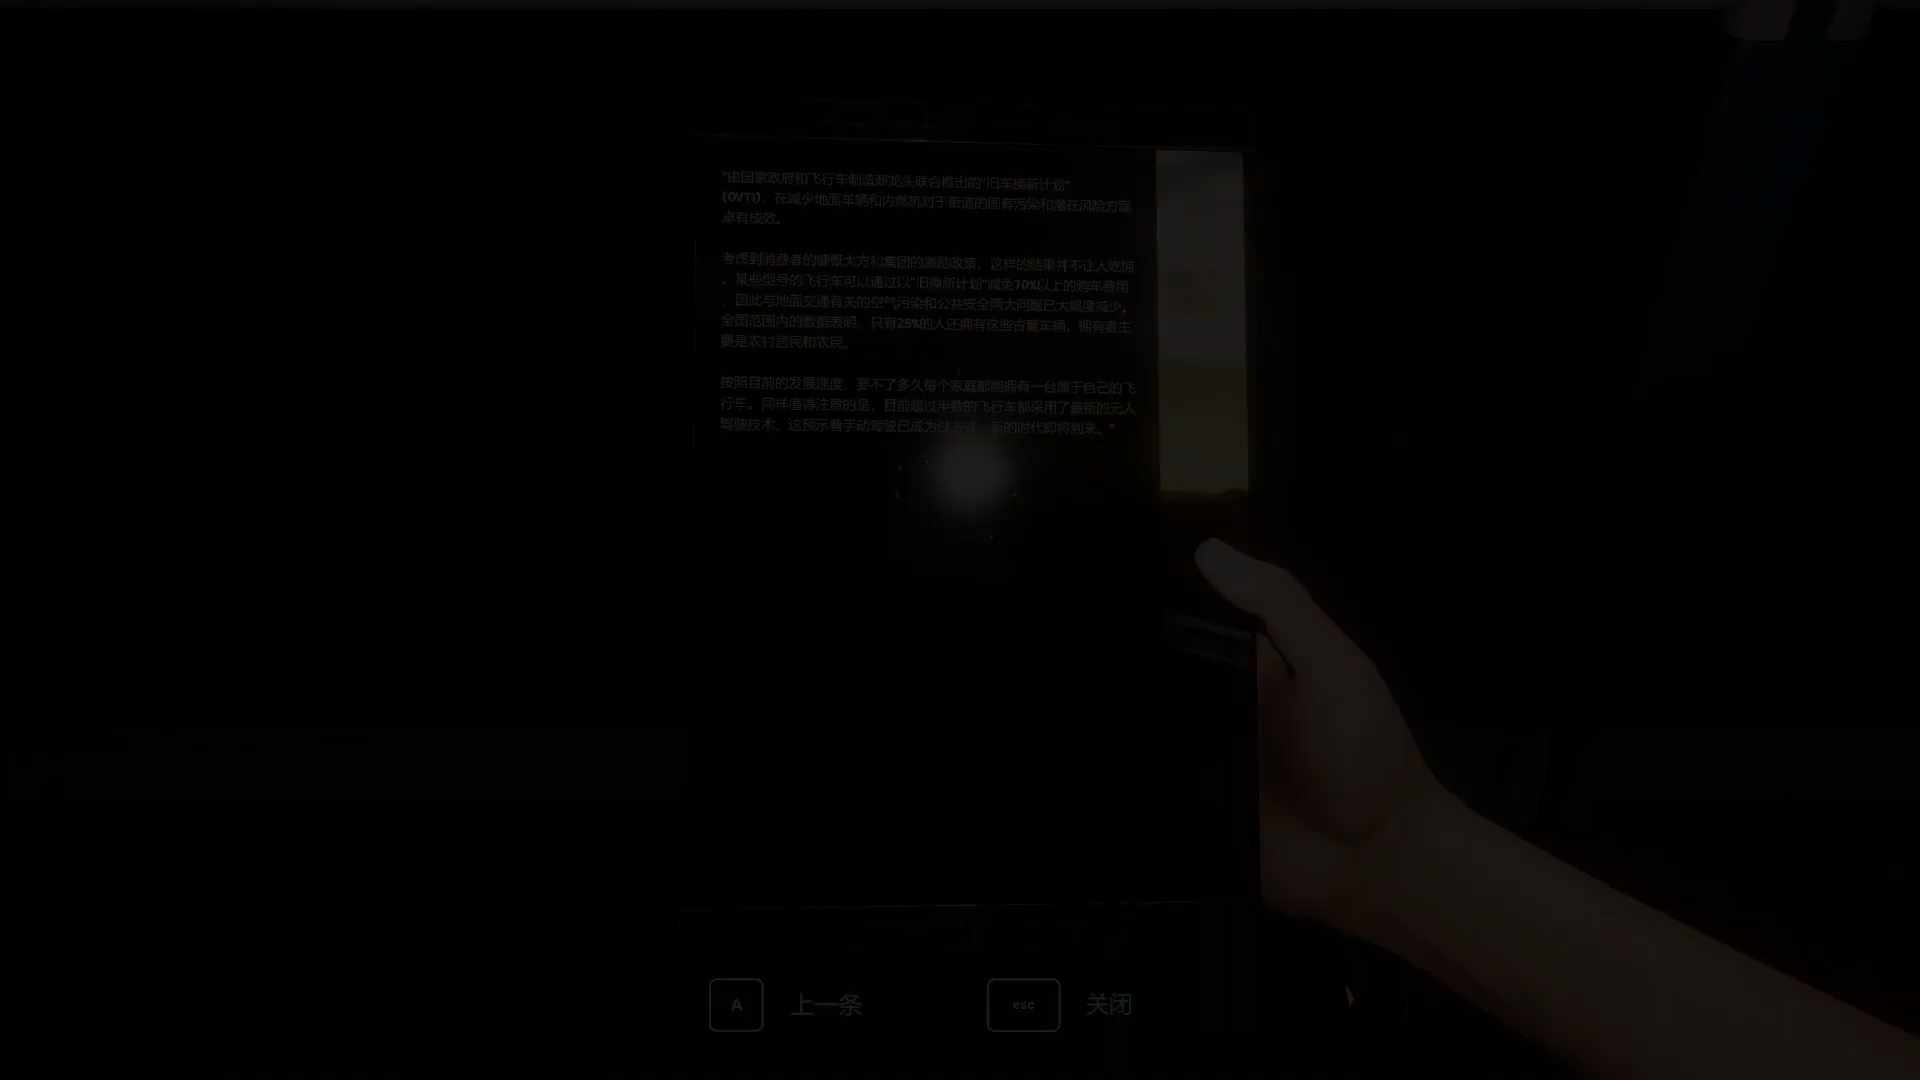 "由国家政府和飞行车制造商龙头联合推出的"旧车换新计划"
(OVTI)，在减少地面车辆和内燃机对于街道的固有污染和潜在风险方面
卓有成效。
考虑到消费者的慷慨大方和集团的激励政策，这样的结果并不让人吃惊
。某些型号的飞行车可以通过以"旧换新计划"减免70%以上的购车费用
，因此与地面交通有关的空气污染和公共安全两大问题已大幅度减少。
全国范围内的数据表明，只有25%的人还拥有这些古董车辆，拥有者主
要是农村居民和农民。
按照目前的发展速度，要不了多久每个家庭都能拥有一台属于自己的飞
行车。同样值得注意的是，目前超过半数的飞行车都采用了最新的无人
驾驶技术，这预示着手动驾驶已成为过去式，新的时代即将到来。"
A 上一条 esc 关闭